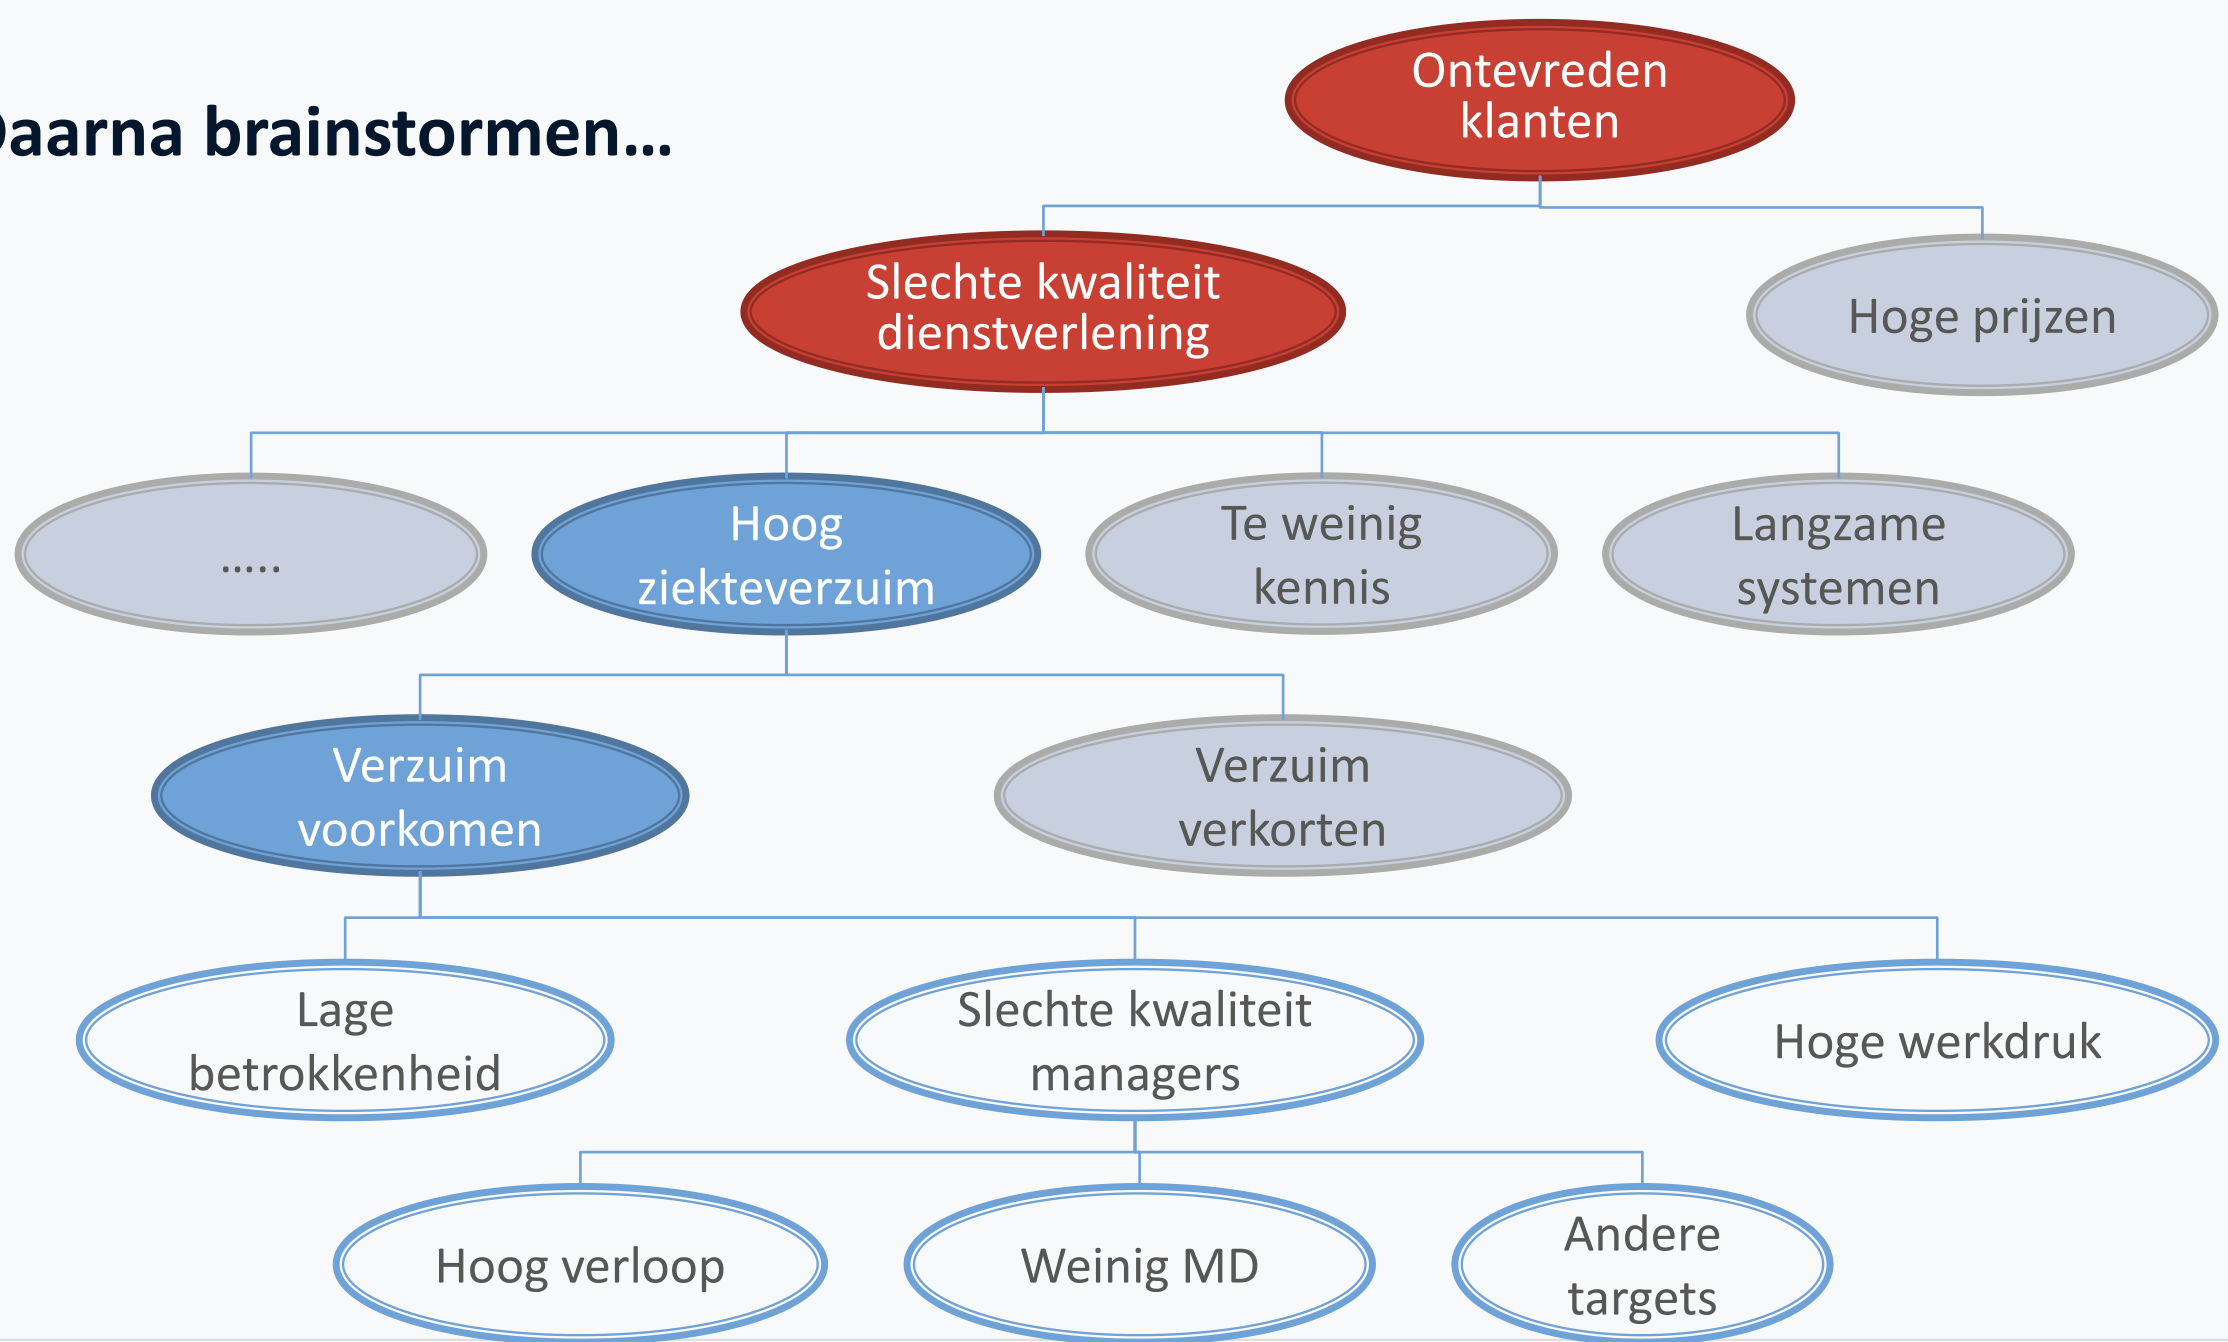 Daarna brainstormen...
Ontevreden
klanten
Slechte kwaliteit
dienstverlening
Hoge prijzen
.....
Hoog
ziekteverzuim
Te weinig
kennis
Langzame
systemen
Verzuim
voorkomen
Verzuim
verkorten
Lage
betrokkenheid
Slechte kwaliteit
managers
Hoge werkdruk
Hoog verloop
Weinig MD
Andere
targets